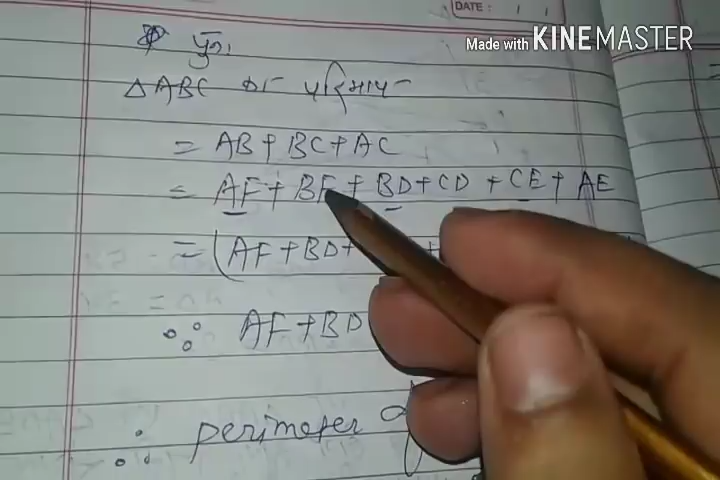 DATE :
Made with KINEMASTER
पुनः
△ABC का परिमाप -
= AB + BC + AC
= AF + BF + BD + CD + CE + AE
= (AF + BD +
∴ AF + BD
∴ perimeter of